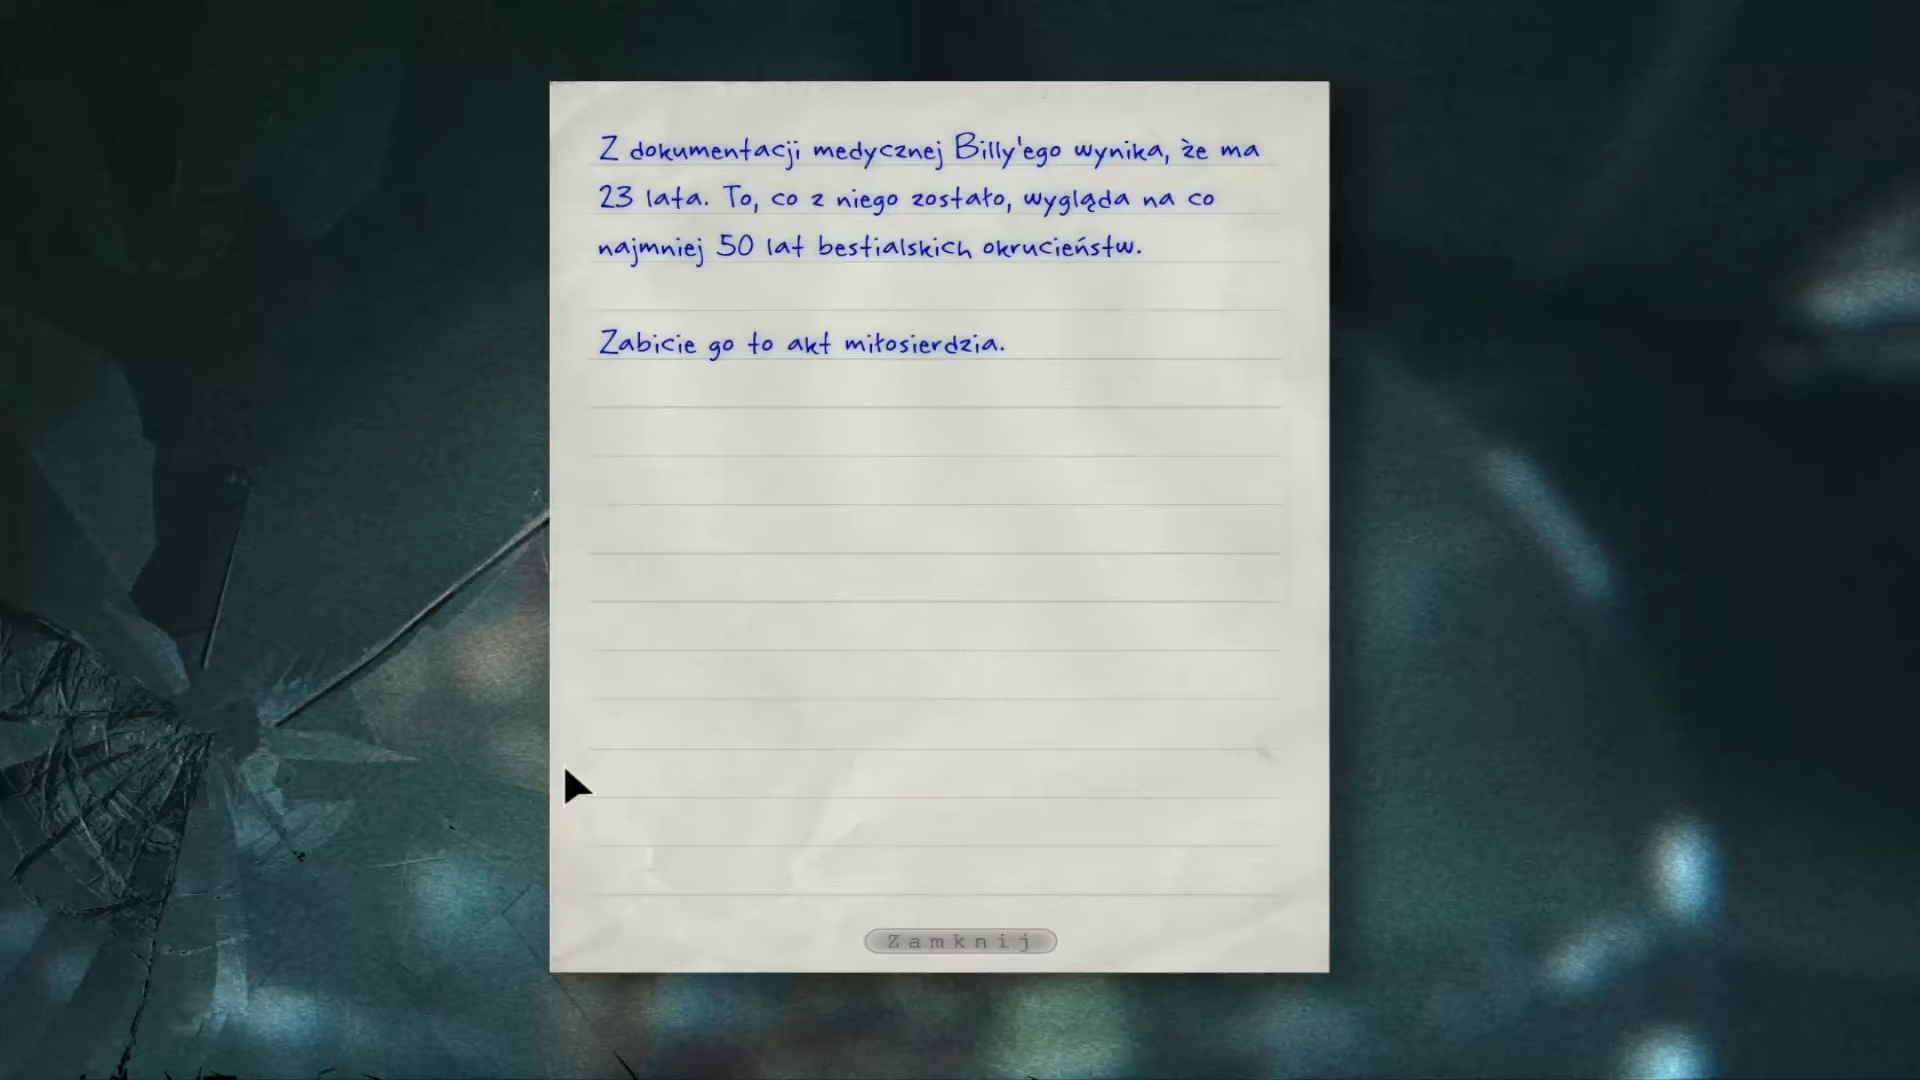 Z dokumentacji medycznej Billy'ego wynika, że ma
23 lata. To, co z niego zostało, wygląda na co
najmniej 50 lat bestialskich okrucieństw.
Zabicie go to akt miłosierdzia.
Zamknij